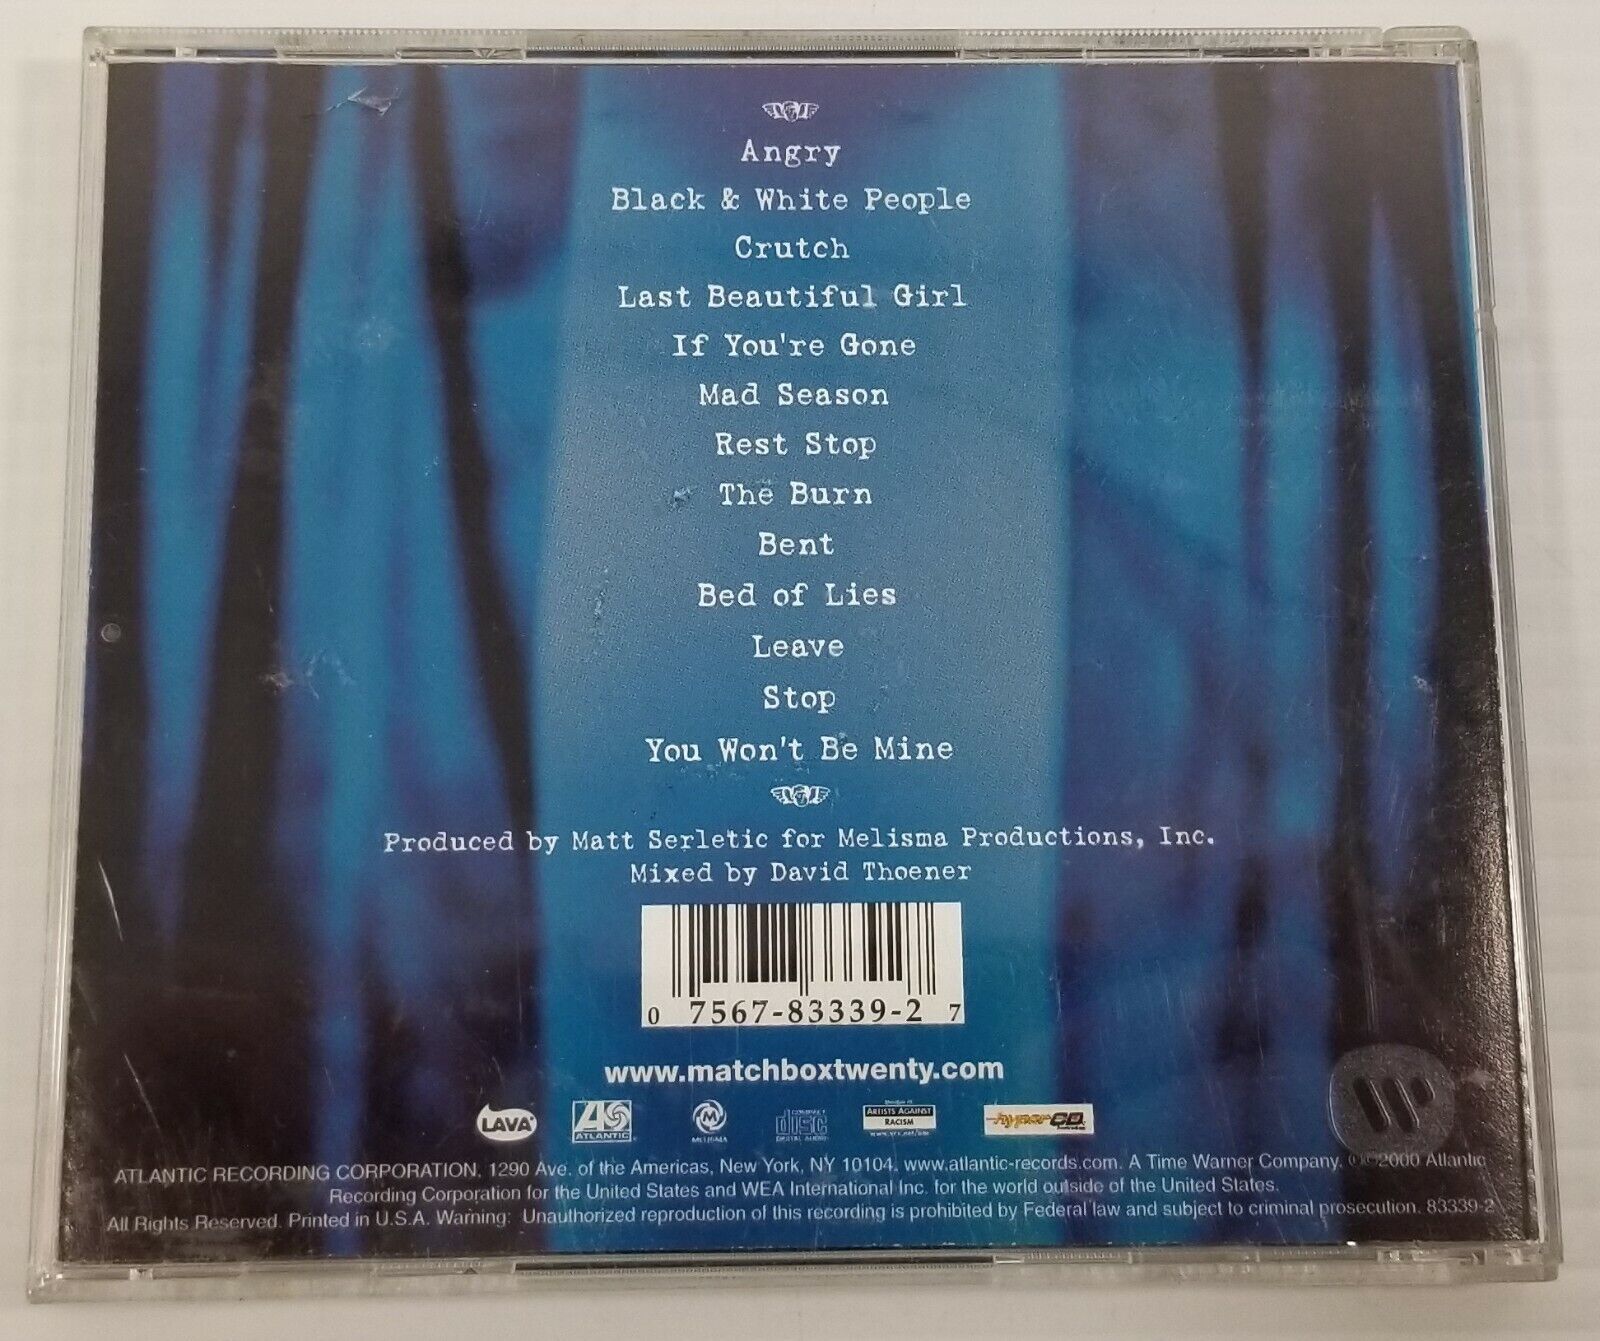 Angry
Black & White People
Crutch
Last Beautiful Girl
If You're Gone
Mad Season
Rest Stop
The Burn
Bent
Bed of Lies
Leave
Stop
You Won't Be Mine
Produced by Matt Serletic for Melisma Productions, Inc.
Mixed by David Thoener
0 7567-83339-2 7
www.matchboxtwenty.com
LAVA
ATLANTIC
M
MELISMA
COMPACT
disc
DIGITAL AUDIO
ARTISTS AGAINST
RACISM
hyperCD
ATLANTIC RECORDING CORPORATION, 1290 Ave. of the Americas, New York, NY 10104. www.atlantic-records.com. A Time Warner Company. 2000 Atlantic
Recording Corporation for the United States and WEA International Inc. for the world outside of the United States.
All Rights Reserved. Printed in U.S.A. Warning: Unauthorized reproduction of this recording is prohibited by Federal law and subject to criminal prosecution. 83339-2